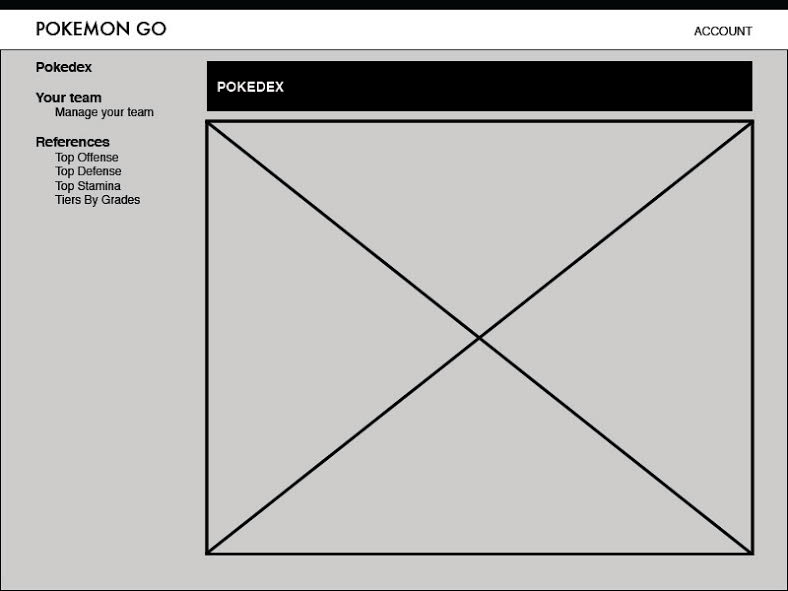 POKEMON GO
ACCOUNT
Pokedex
Your team
Manage your team
References
Top Offense
Top Defense
Top Stamina
Tiers By Grades
POKEDEX